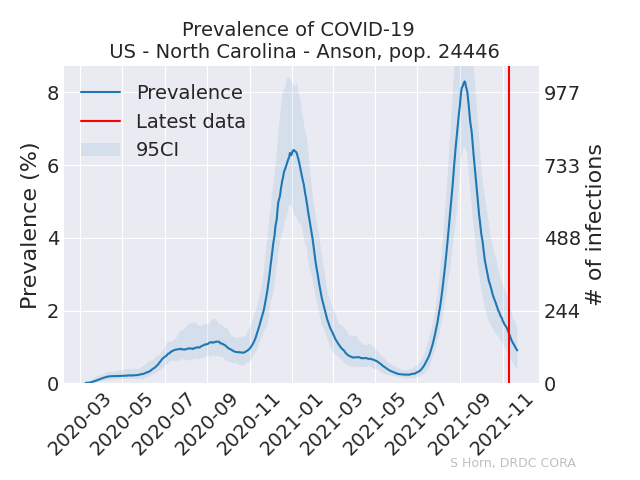 Prevalence of COVID-19
US - North Carolina - Anson, pop. 24446
Prevalence
Latest data
95CI
Prevalence (%)
8
6
4
2
0
977
733
488
244
0
# of infections
2020-03
2020-05
2020-07
2020-09
2020-11
2021-01
2021-03
2021-05
2021-07
2021-09
2021-11
S Horn, DRDC CORA